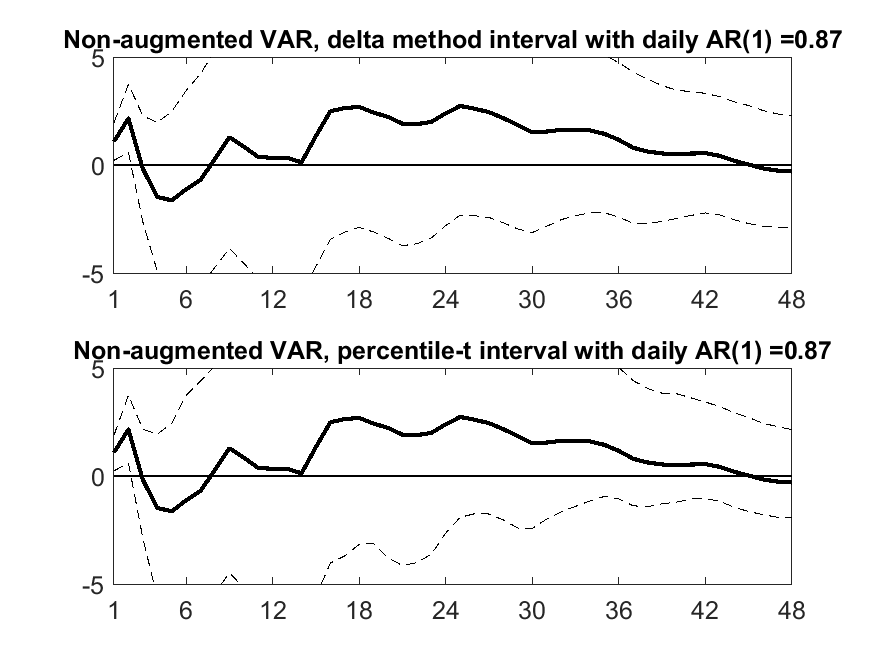 Non-augmented VAR, delta method interval with daily AR(1) =0.87
5
0
-5
1 6 12 18 24 30 36 42 48
Non-augmented VAR, percentile-t interval with daily AR(1) =0.87
5
0
-5
1 6 12 18 24 30 36 42 48